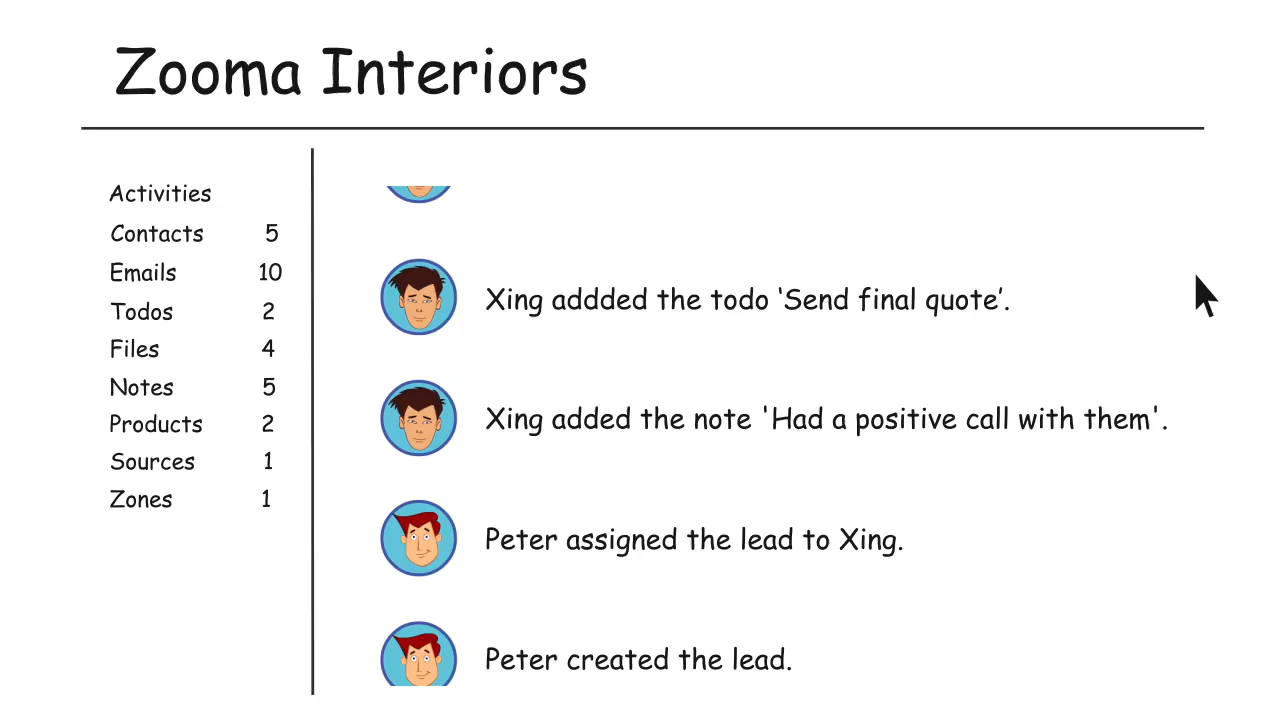 Zooma Interiors
Activities
Contacts 5
Emails 10
Todos 2
Files 4
Notes 5
Products 2
Sources 1
Zones 1
Xing addded the todo ‘Send final quote’.
Xing added the note 'Had a positive call with them'.
Peter assigned the lead to Xing.
Peter created the lead.